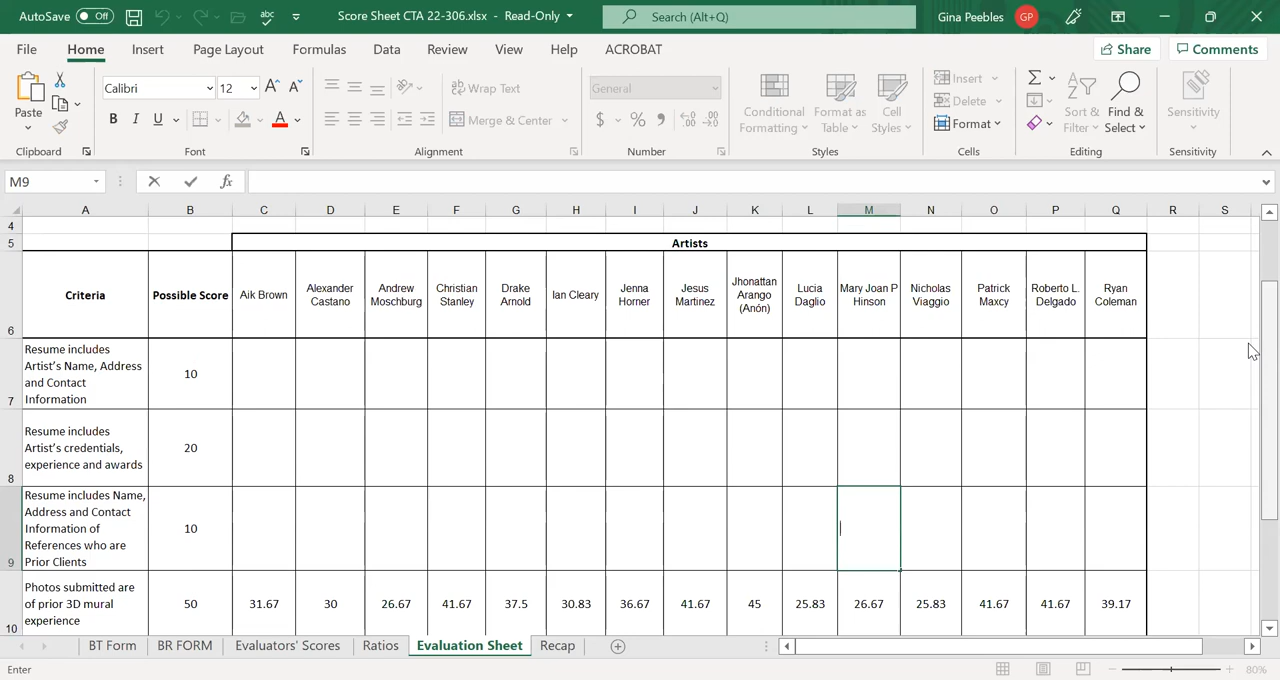 AutoSave Off Score Sheet CTA 22-306.xlsx - Read-Only Search (Alt+Q) Gina Peebles GP
File Home Insert Page Layout Formulas Data Review View Help ACROBAT Share Comments
Paste Calibri 12 Wrap Text General Conditional Formatting Format as Table Cell Styles Insert Sort & Filter Find & Select Sensitivity
B I U A Merge & Center $ % 9 Delete
Format
Clipboard Font Alignment Number Styles Cells Editing Sensitivity
M9 fx
A B C D E F G H I J K L M N O P Q R S
4
5 Artists
6 Criteria Possible Score Aik Brown Alexander Castano Andrew Moschburg Christian Stanley Drake Arnold Ian Cleary Jenna Horner Jesus Martinez Jhonattan Arango (Anón) Lucia Daglio Mary Joan P Hinson Nicholas Viaggio Patrick Maxcy Roberto L. Delgado Ryan Coleman
7 Resume includes Artist's Name, Address and Contact Information 10
8 Resume includes Artist's credentials, experience and awards 20
9 Resume includes Name, Address and Contact Information of References who are Prior Clients 10
10 Photos submitted are of prior 3D mural experience 50 31.67 30 26.67 41.67 37.5 30.83 36.67 41.67 45 25.83 26.67 25.83 41.67 41.67 39.17
BT Form BR FORM Evaluators' Scores Ratios Evaluation Sheet Recap
Enter 80%